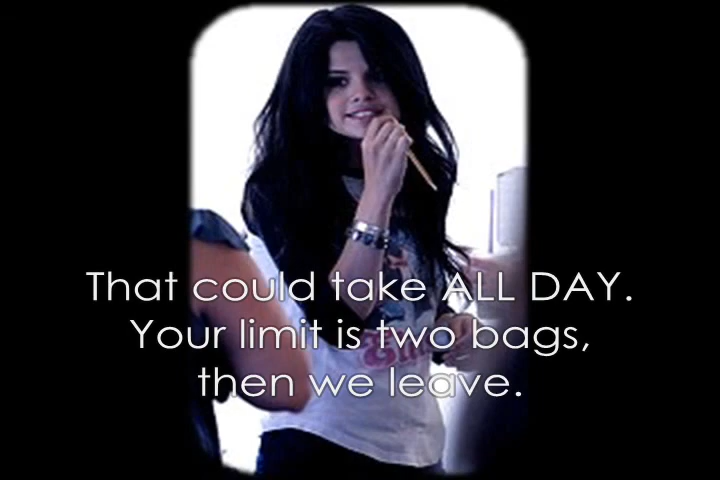 That could take ALL DAY.
Your limit is two bags,
then we leave.